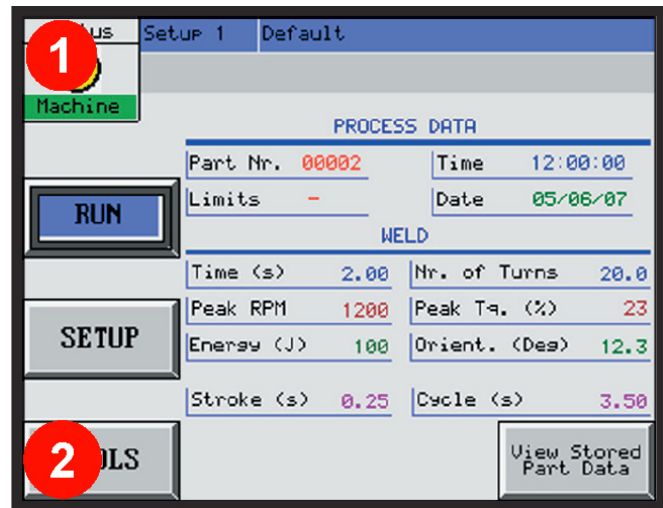 us Setup 1 Default
1
Machine
PROCESS DATA
Part Nr. 00002 Time 12:00:00
Limits - Date 05/06/07
RUN
WELD
Time (s) 2.00 Nr. of Turns 20.0
Peak RPM 1200 Peak Tq. (%) 23
SETUP
Energy (J) 100 Orient. (Deg) 12.3
Stroke (s) 0.25 Cycle (s) 3.50
2 OLS
View Stored
Part Data